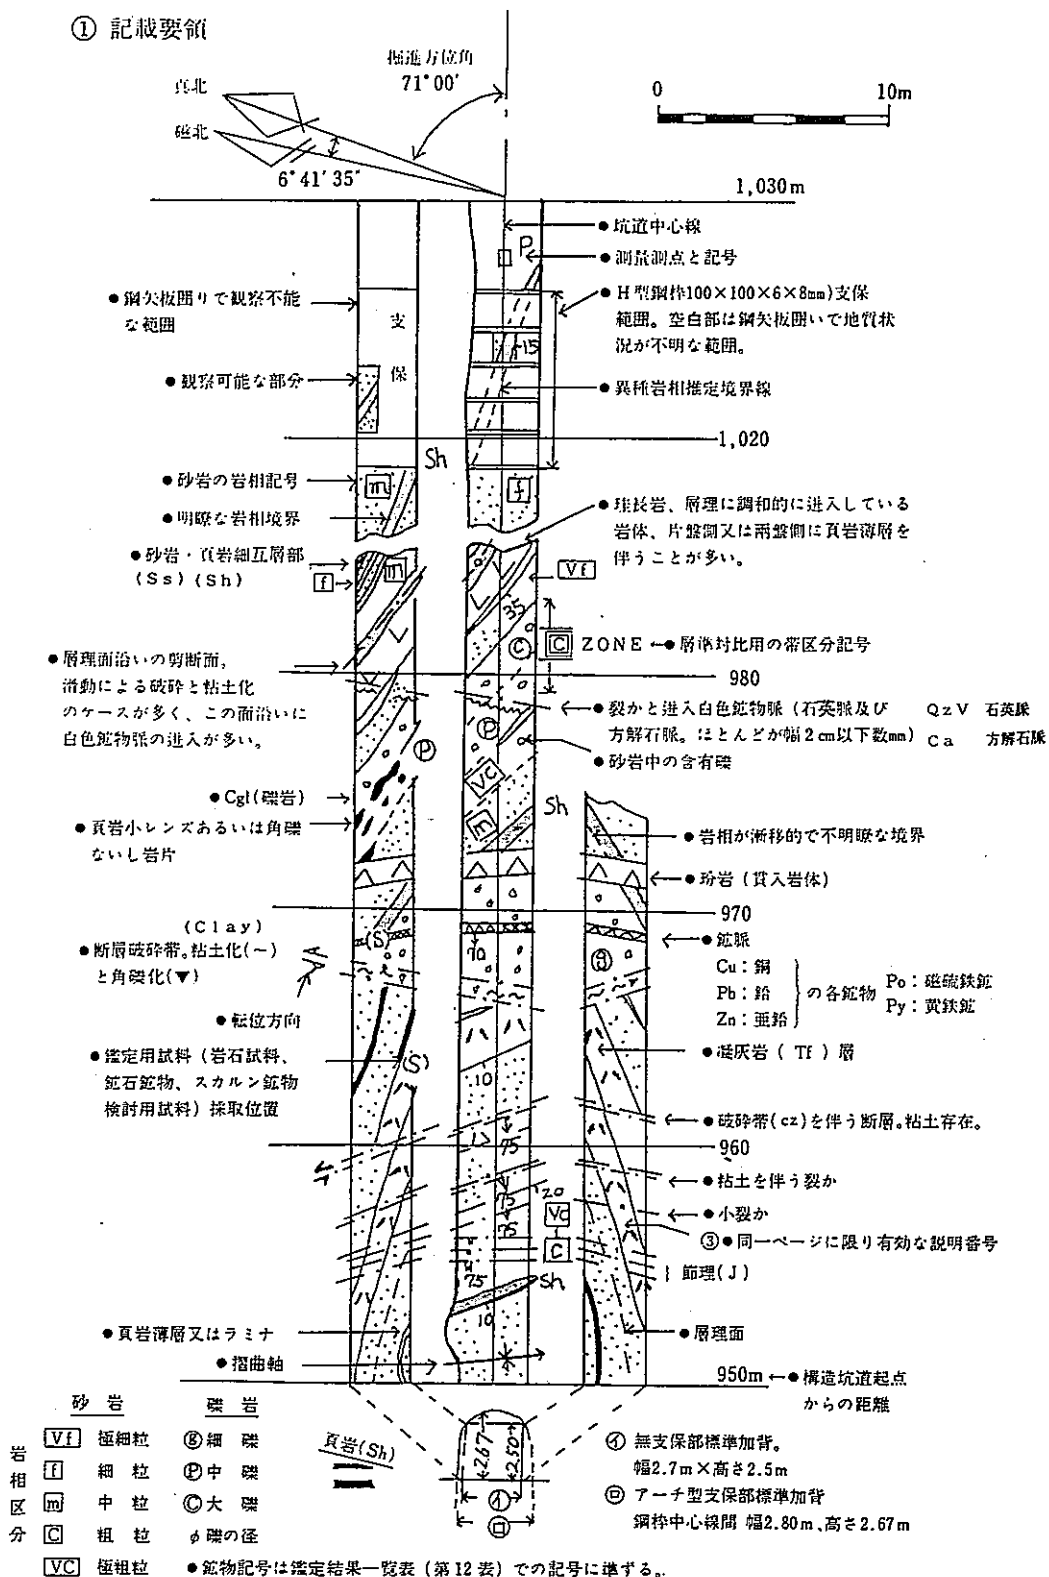 ① 記載要領
掘進方位角
71°00′
真北
磁北
6°41′35″
0 10m
1,030m
●坑道中心線
P
●測量測点と記号
●鋼矢板囲りで観察不能
な範囲
支
保
●H型鋼枠100×100×6×8mm)支保
範囲。空白部は鋼矢板囲いで地質状
況が不明な範囲。
15
●観察可能な部分
●異種岩相推定境界線
1,020
Sh
●砂岩の岩相記号
m
f
●明瞭な岩相境界
●珪長岩、層理に調和的に進入している
岩体、片盤側又は両盤側に頁岩薄層を
伴うことが多い。
●砂岩・頁岩細互層部
(Ss)(Sh)
f
m
Vf
35
C
C ZONE ●層準対比用の帯区分記号
●層理面沿いの剪断面,
滑動による破砕と粘土化
のケースが多く、この面沿いに
白色鉱物脈の進入が多い。
980
●裂かと進入白色鉱物脈(石英脈及び
方解石脈。ほとんどが幅2cm以下数mm)
QzV 石英脈
Ca 方解石脈
P
P
●砂岩中の含有礫
VC
●Cgl(礫岩)
Sh
m
●頁岩小レンズあるいは角礫
ないし岩片
●岩相が漸移的で不明瞭な境界
●玢岩(貫入岩体)
970
(Clay)
(S)
●断層破砕帯。粘土化(~)
と角礫化(▼)
70
g
●鉱脈
Cu:銅
Pb:鉛
Zn:亜鉛
の各鉱物
Po:磁硫鉄鉱
Py:黄鉄鉱
●転位方向
●凝灰岩(Tf)層
●鑑定用試料(岩石試料、
鉱石鉱物、スカルン鉱物
検討用試料)採取位置
(S)
10
●破砕帯(cz)を伴う断層。粘土存在。
75
960
●粘土を伴う裂か
75
20
75
VC
●小裂か
③●同一ページに限り有効な説明番号
C
節理(J)
75
Sh
10
●頁岩薄層又はラミナ
●層理面
●摺曲軸
950m ●構造坑道起点
からの距離
砂岩 礫岩
岩相区分
Vf 極細粒 g 細礫
f 細粒 P 中礫
m 中粒 C 大礫
C 粗粒 φ 礫の径
VC 極粗粒 ●鉱物記号は鑑定結果一覧表(第12表)での記号に準ずる。
頁岩(Sh)
267
250
㋑
㋺
㋑ 無支保部標準加背。
幅2.7m×高さ2.5m
㋺ アーチ型支保部標準加背
鋼枠中心線間 幅2.80m、高さ2.67m